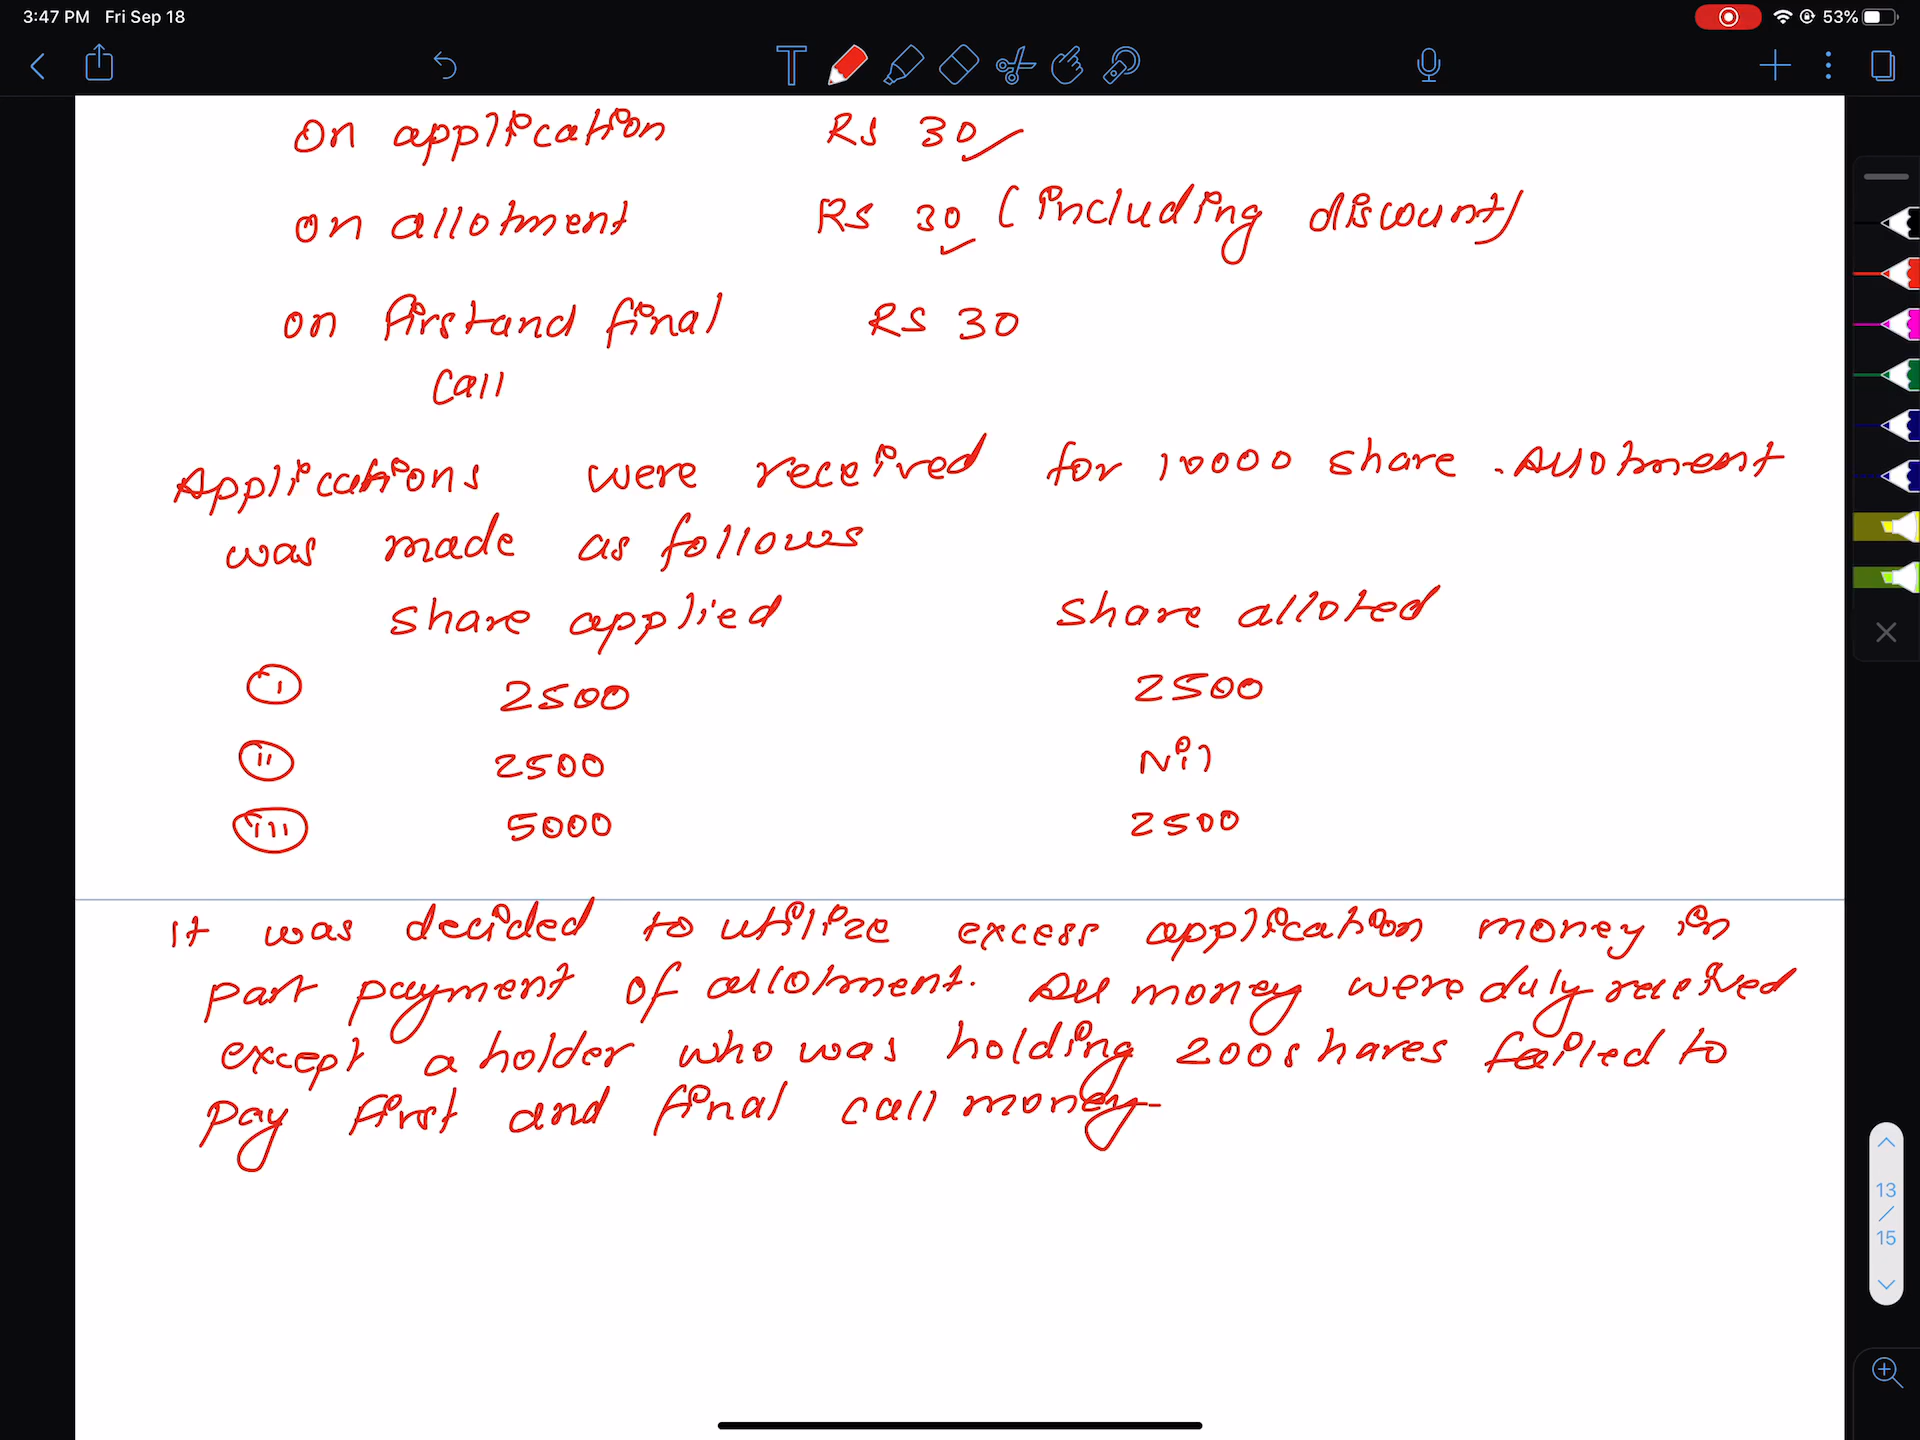 3:47 PM Fri Sep 18
53%
On application RS 30
on allotment RS 30 (including discount)
on first and final RS 30
call
Applications were received for 10000 share. Allotment
was made as follows
share applied share alloted
i 2500 2500
ii 2500 Nil
iii 5000 2500
It was decided to utilize excess application money in
part payment of allotment. All money were duly received
except a holder who was holding 200 shares failed to
pay first and final call money
13
/
15